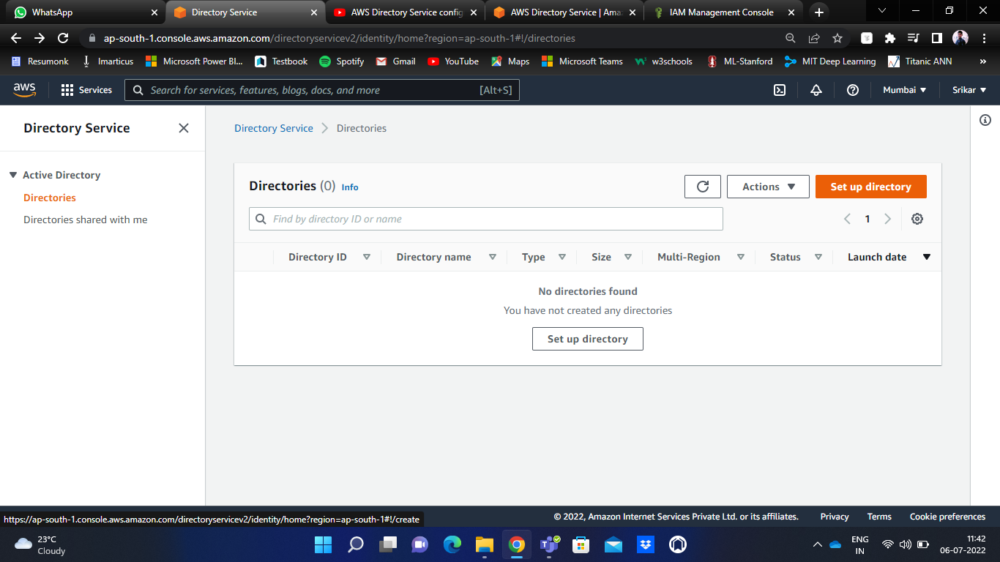 WhatsApp
Directory Service
AWS Directory Service config
AWS Directory Service | Ama
IAM Management Console
ap-south-1.console.aws.amazon.com/directoryservicev2/identity/home?region=ap-south-1#!/directories
Resumonk
Imarticus
Microsoft Power BI...
Testbook
Spotify
Gmail
YouTube
Maps
Microsoft Teams
w3schools
ML-Stanford
MIT Deep Learning
Titanic ANN
»
aws
Services
Search for services, features, blogs, docs, and more
[Alt+S]
Mumbai
Srikar
Directory Service
Active Directory
Directories
Directories shared with me
Directory Service > Directories
Directories (0) Info
Actions
Set up directory
Find by directory ID or name
1
Directory ID
Directory name
Type
Size
Multi-Region
Status
Launch date
No directories found
You have not created any directories
Set up directory
https://ap-south-1.console.aws.amazon.com/directoryservicev2/identity/home?region=ap-south-1#!/create
© 2022, Amazon Internet Services Private Ltd. or its affiliates.
Privacy
Terms
Cookie preferences
23°C
Cloudy
ENG
IN
11:42
06-07-2022